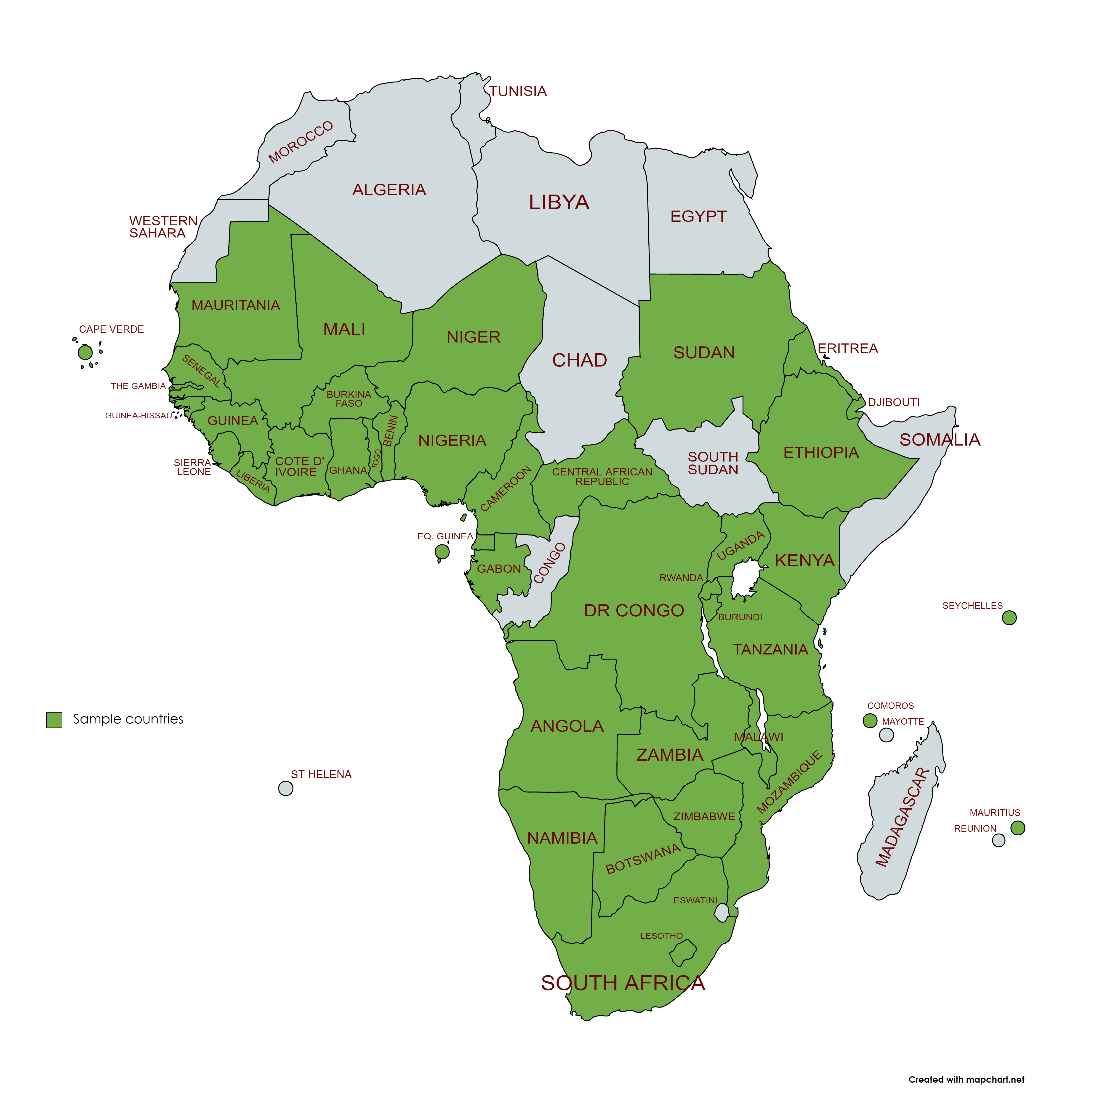 TUNISIA
MOROCCO
ALGERIA
LIBYA
EGYPT
WESTERN
SAHARA
MAURITANIA
MALI
NIGER
CHAD
SUDAN
ERITREA
CAPE VERDE
SENEGAL
THE GAMBIA
GUINEA-BISSAU
GUINEA
BURKINA
FASO
BENIN
TOGO
NIGERIA
DJIBOUTI
SOMALIA
ETHIOPIA
SOUTH
SUDAN
SIERRA
LEONE
LIBERIA
COTE D'
IVOIRE
GHANA
CAMEROON
CENTRAL AFRICAN
REPUBLIC
EQ. GUINEA
GABON
CONGO
UGANDA
KENYA
RWANDA
DR CONGO
BURUNDI
SEYCHELLES
TANZANIA
Sample countries
ANGOLA
ZAMBIA
MALAWI
COMOROS
MAYOTTE
ST HELENA
MOZAMBIQUE
MADAGASCAR
NAMIBIA
ZIMBABWE
BOTSWANA
MAURITIUS
REUNION
ESWATINI
LESOTHO
SOUTH AFRICA
Created with mapchart.net